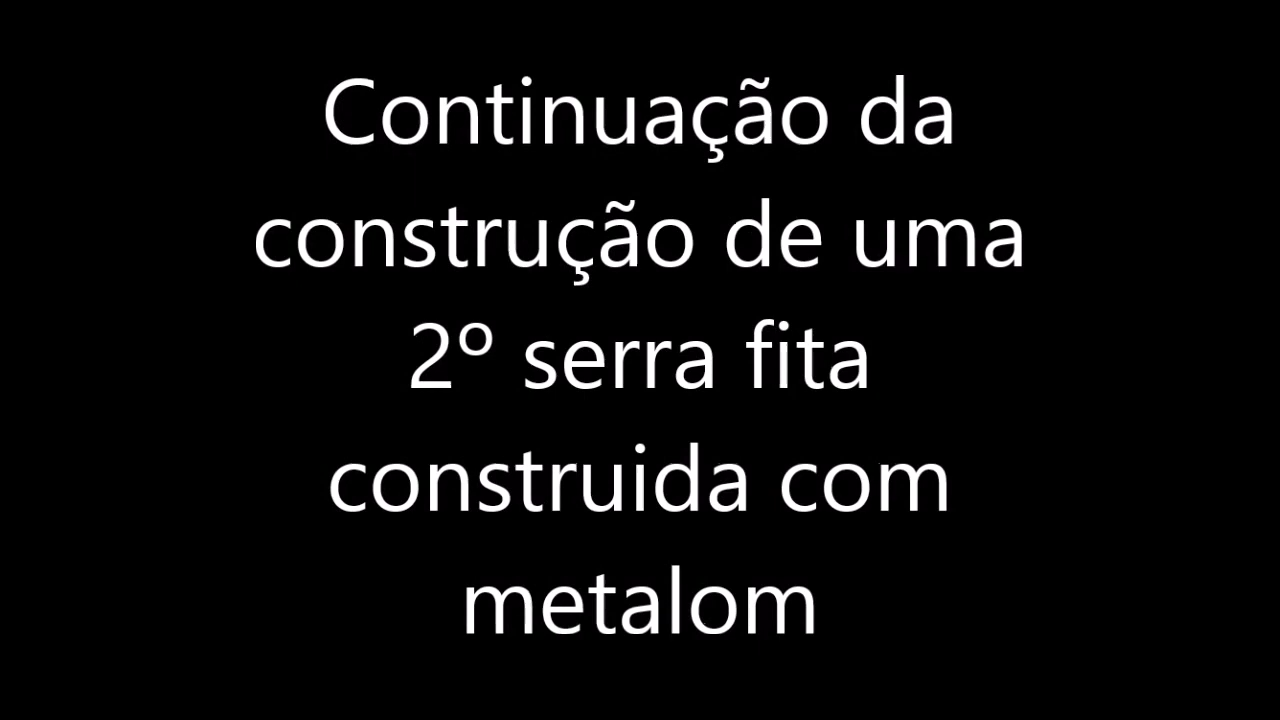 Continuação da
construção de uma
2º serra fita
construida com
metalom